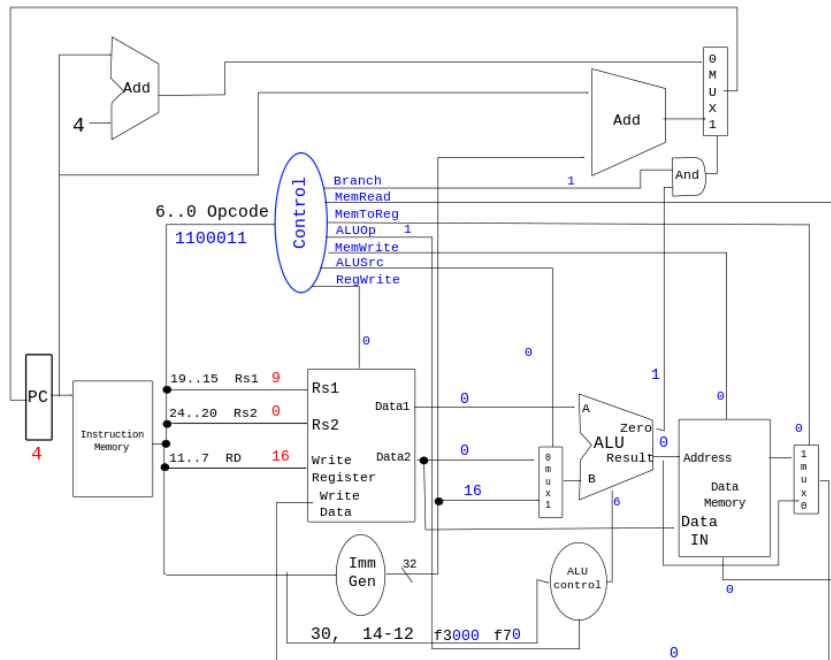 0
M
U
X
1
Add
4
Add
And
Branch 1
MemRead
MemToReg
ALUOp 1
MemWrite
ALUSrc
RegWrite
Control
6..0 Opcode
1100011
0
0
1
0
0
PC
4
Instruction
Memory
19..15 Rs1 9
24..20 Rs2 0
11..7 RD 16
Rs1
Rs2
Write
Register
Write
Data
Data1
Data2
0
0
16
0
m
u
x
1
A
B
ALU
Zero
Result
0
6
Address
Data
Memory
Data
IN
1
mux
0
Imm
Gen
32
ALU
control
0
30, 14-12 f3000 f70
0